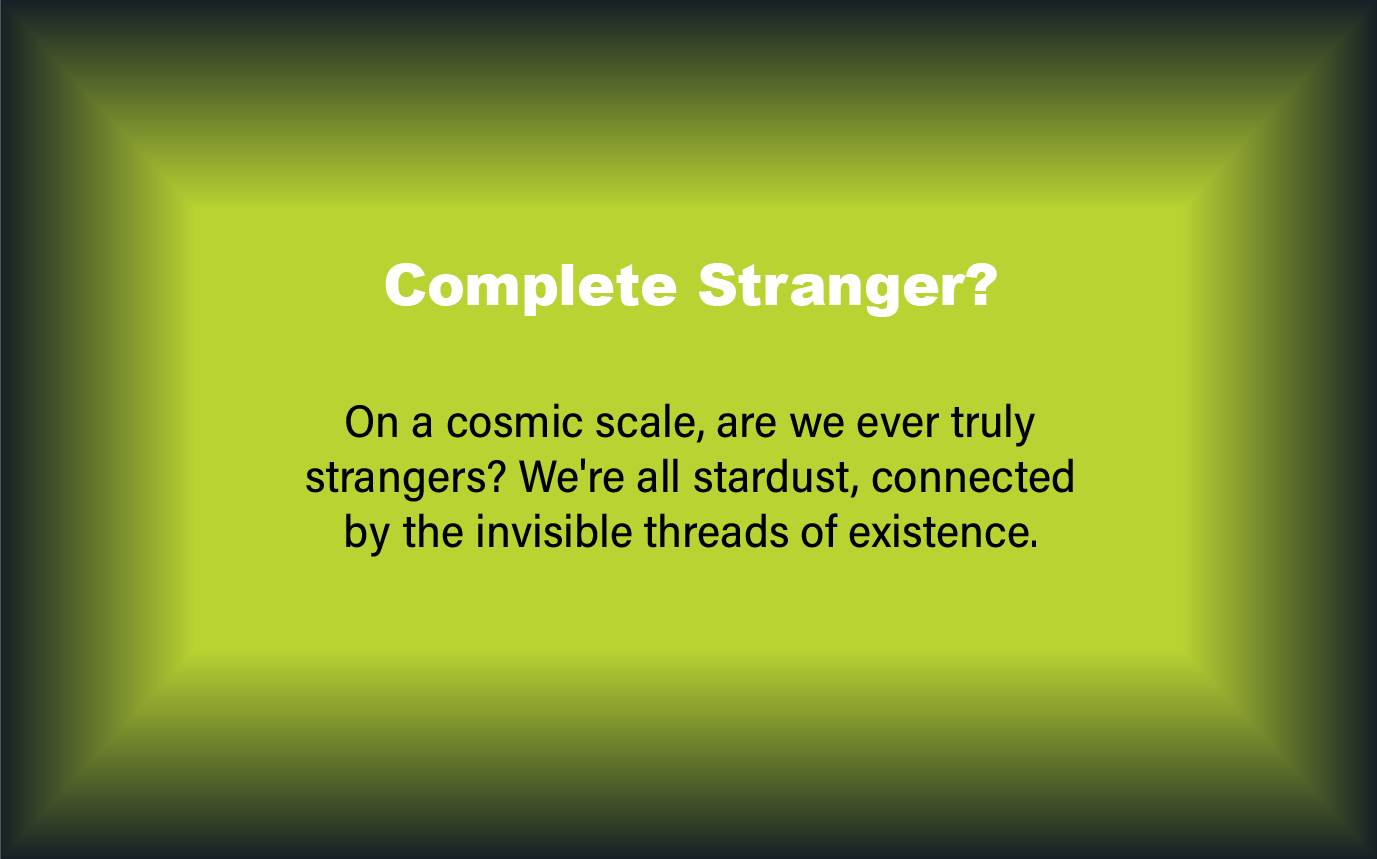 Complete Stranger?
On a cosmic scale, are we ever truly
strangers? We're all stardust, connected
by the invisible threads of existence.